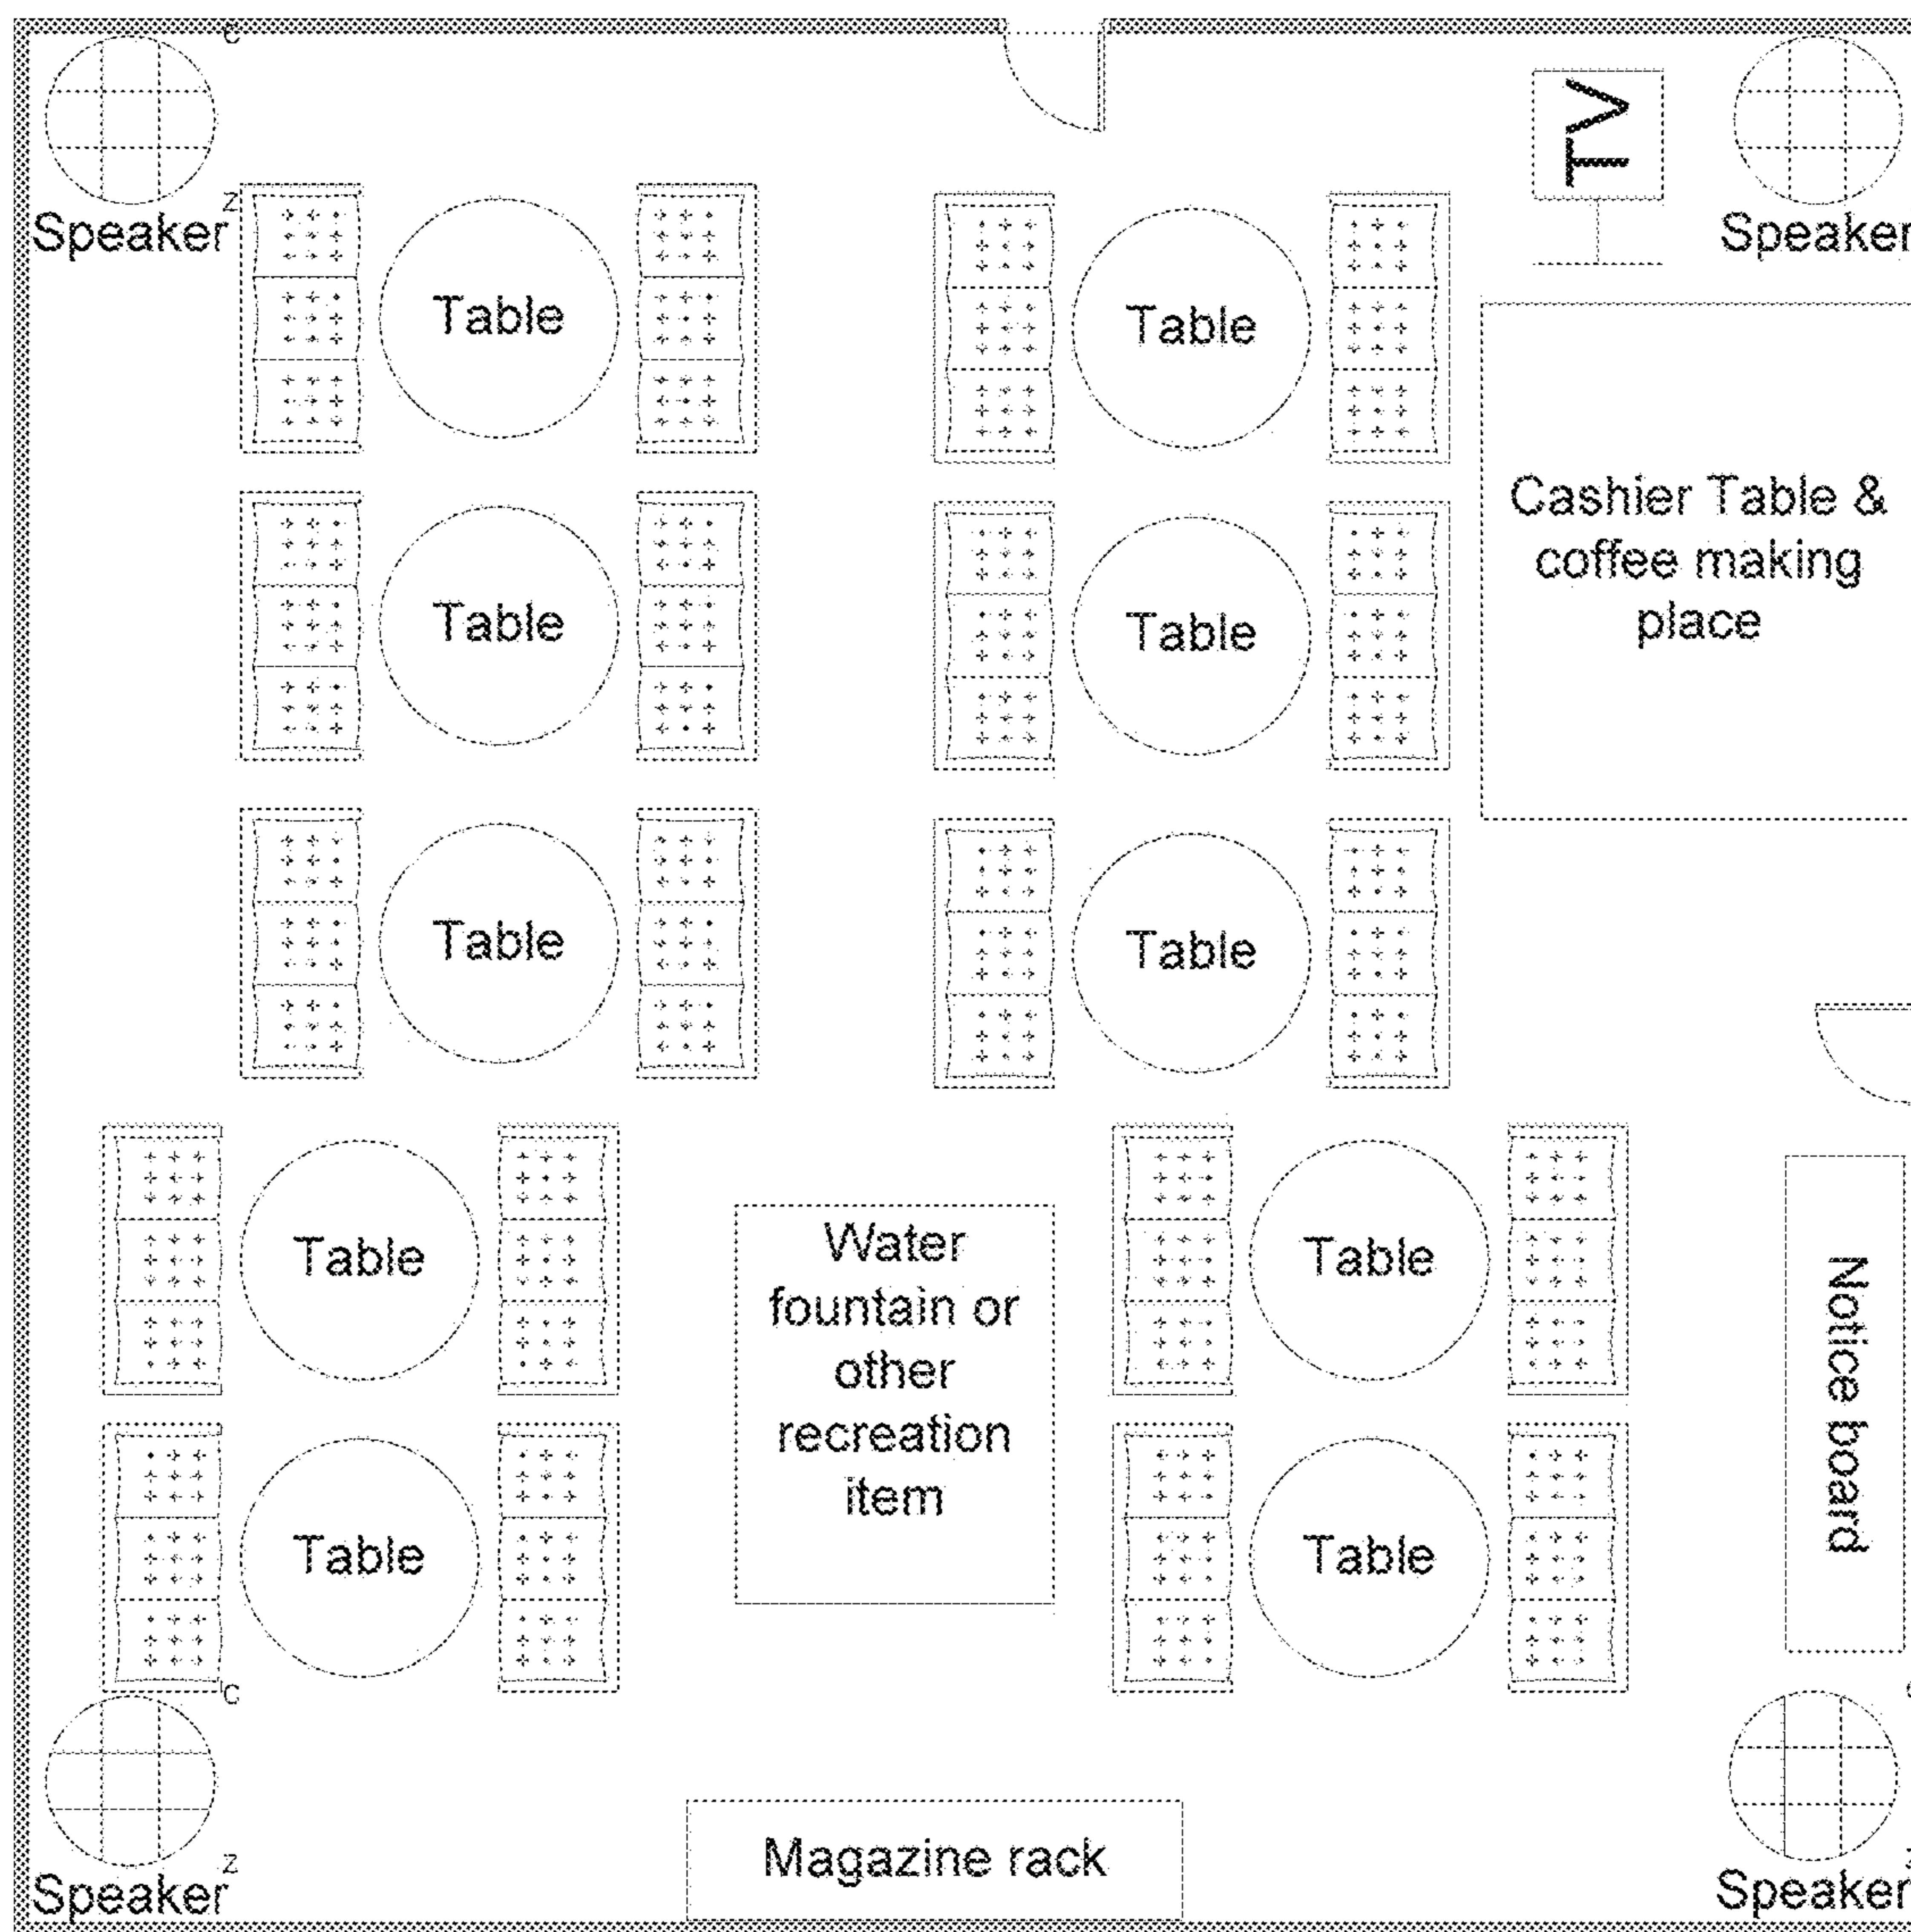 c
TV
z
Speaker
Speaker
Table
Table
Cashier Table &
coffee making
place
Table
Table
Table
Table
Table
Table
Water
fountain or
other
recreation
item
Notice board
Table
Table
c
z
Magazine rack
Speaker
Speaker